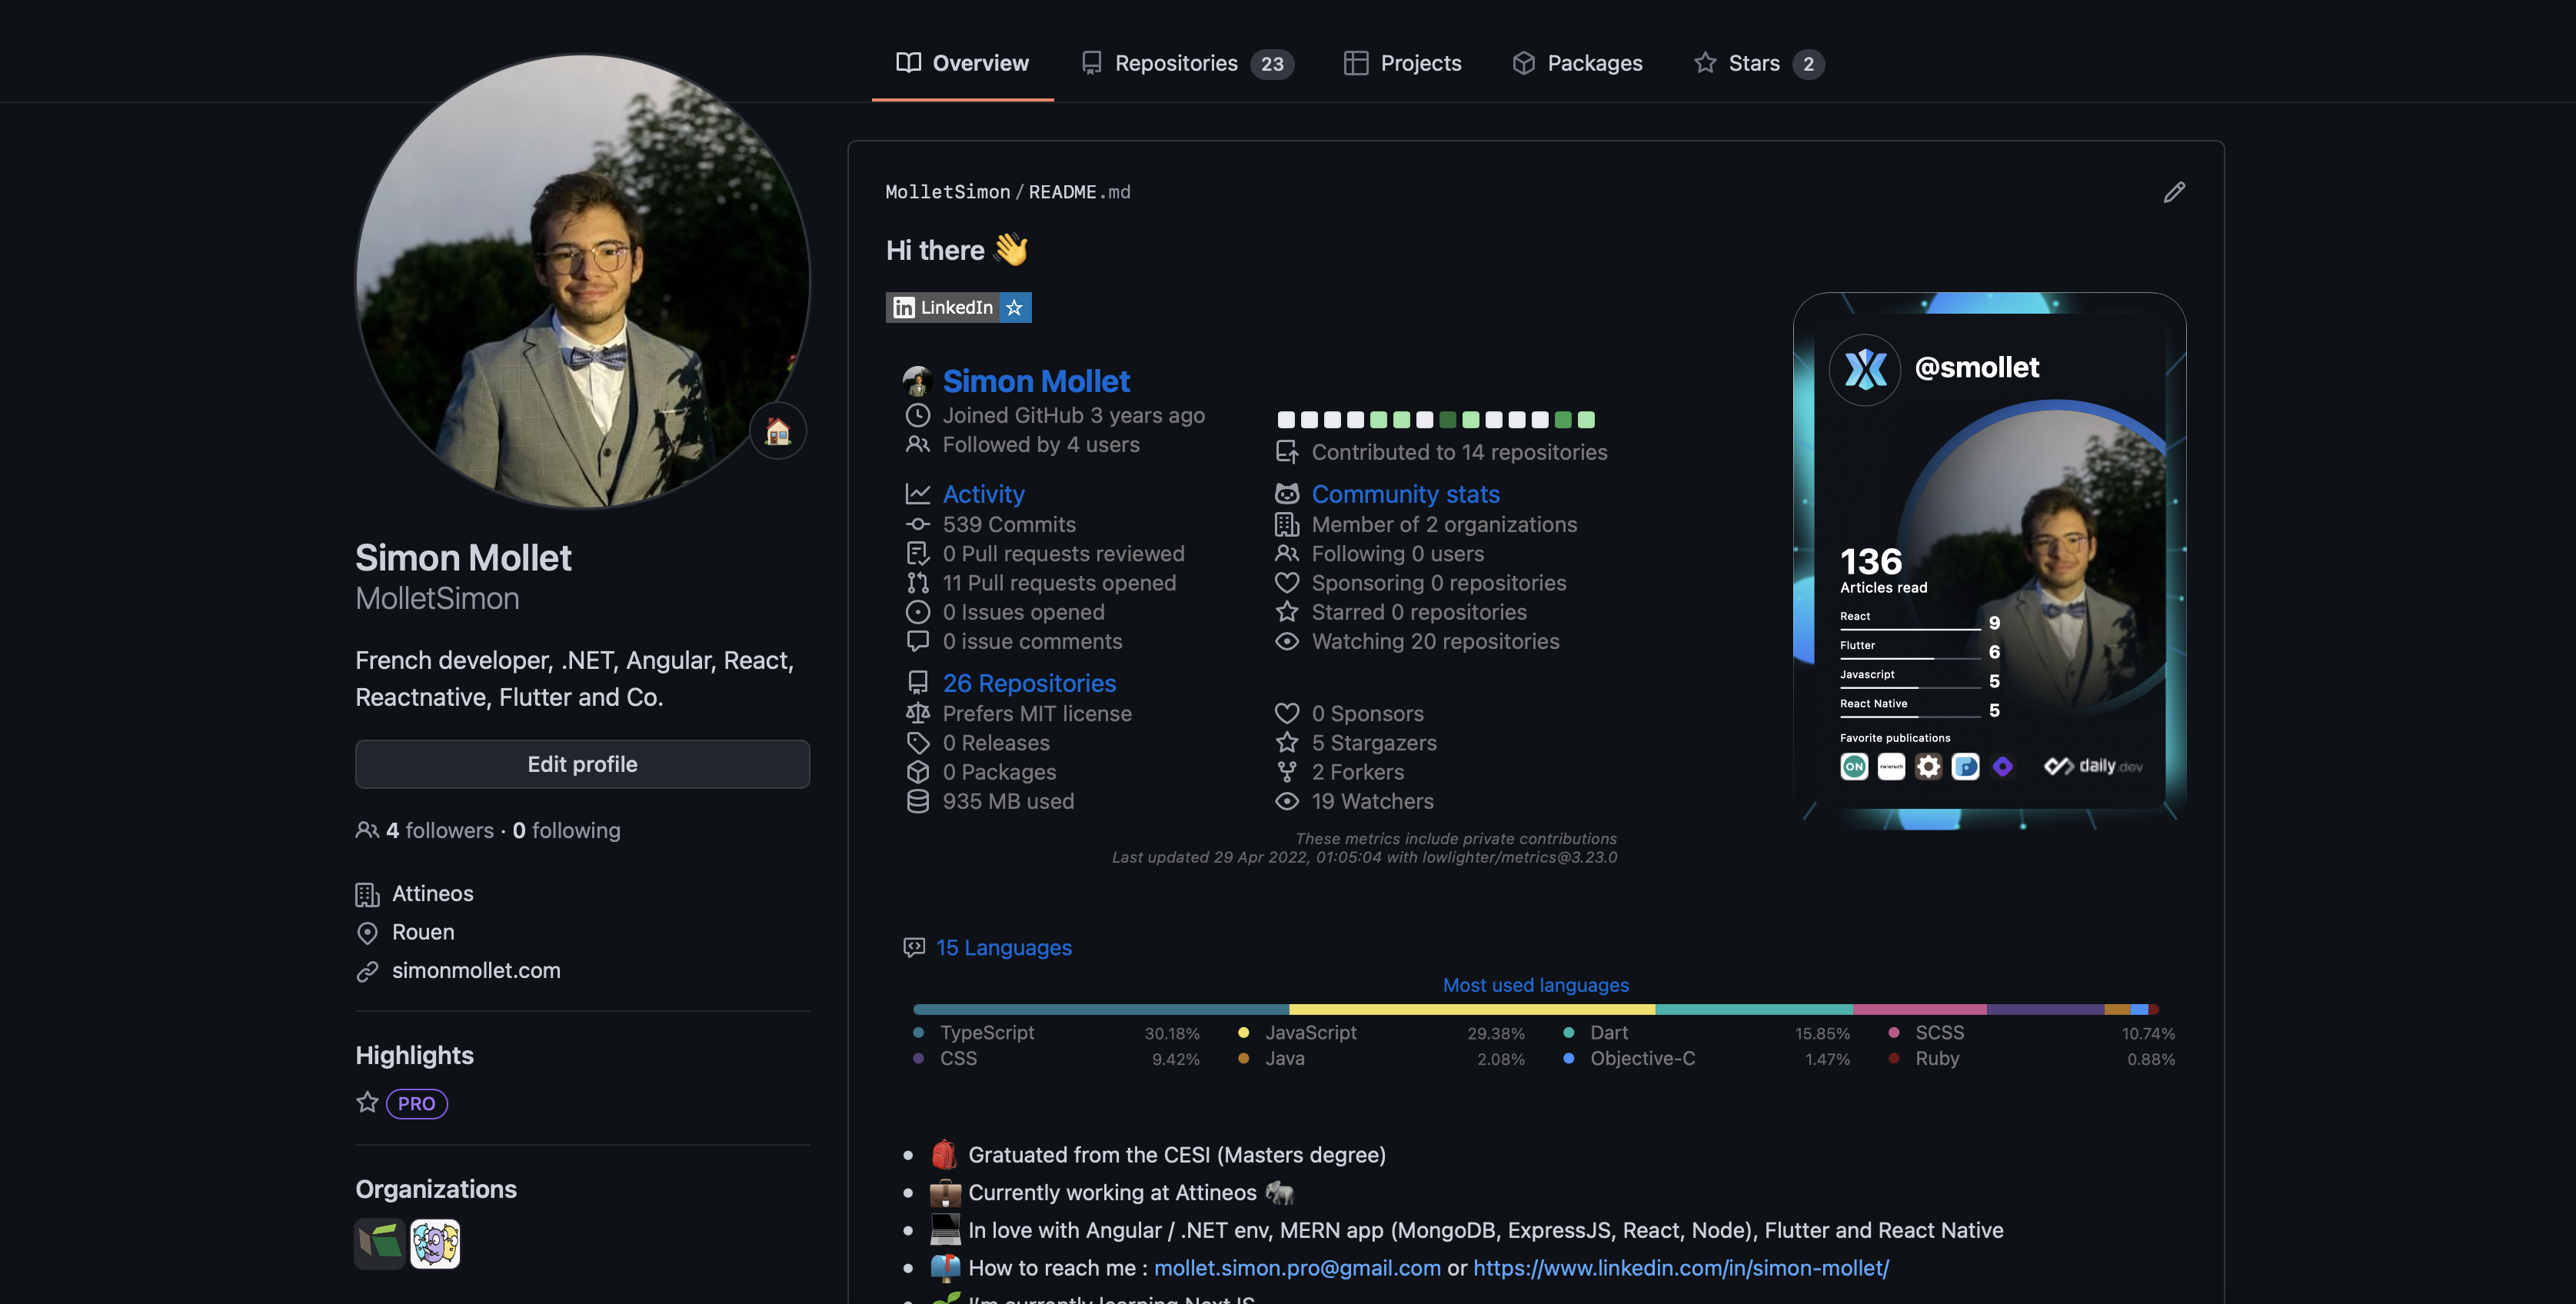 Overview
Repositories 23
Projects
Packages
Stars 2
Simon Mollet
MolletSimon
French developer, .NET, Angular, React,
Reactnative, Flutter and Co.
Edit profile
4 followers · 0 following
Attineos
Rouen
simonmollet.com
Highlights
PRO
Organizations
MolletSimon/README.md
Hi there 👋
in LinkedIn
Simon Mollet
Joined GitHub 3 years ago
Followed by 4 users
Contributed to 14 repositories
Activity
539 Commits
0 Pull requests reviewed
11 Pull requests opened
0 Issues opened
0 issue comments
Community stats
Member of 2 organizations
Following 0 users
Sponsoring 0 repositories
Starred 0 repositories
Watching 20 repositories
26 Repositories
Prefers MIT license
0 Releases
0 Packages
935 MB used
0 Sponsors
5 Stargazers
2 Forkers
19 Watchers
These metrics include private contributions
Last updated 29 Apr 2022, 01:05:04 with lowlighter/metrics@3.23.0
@smollet
136
Articles read
React 9
Flutter 6
Javascript 5
React Native 5
Favorite publications
ON
daily.dev
15 Languages
Most used languages
TypeScript 30.18%
JavaScript 29.38%
Dart 15.85%
SCSS 10.74%
CSS 9.42%
Java 2.08%
Objective-C 1.47%
Ruby 0.88%
🎒 Gratuated from the CESI (Masters degree)
💼 Currently working at Attineos 🐘
💻 In love with Angular / .NET env, MERN app (MongoDB, ExpressJS, React, Node), Flutter and React Native
📫 How to reach me : mollet.simon.pro@gmail.com or https://www.linkedin.com/in/simon-mollet/
🌱 I'm currently learning NextJS